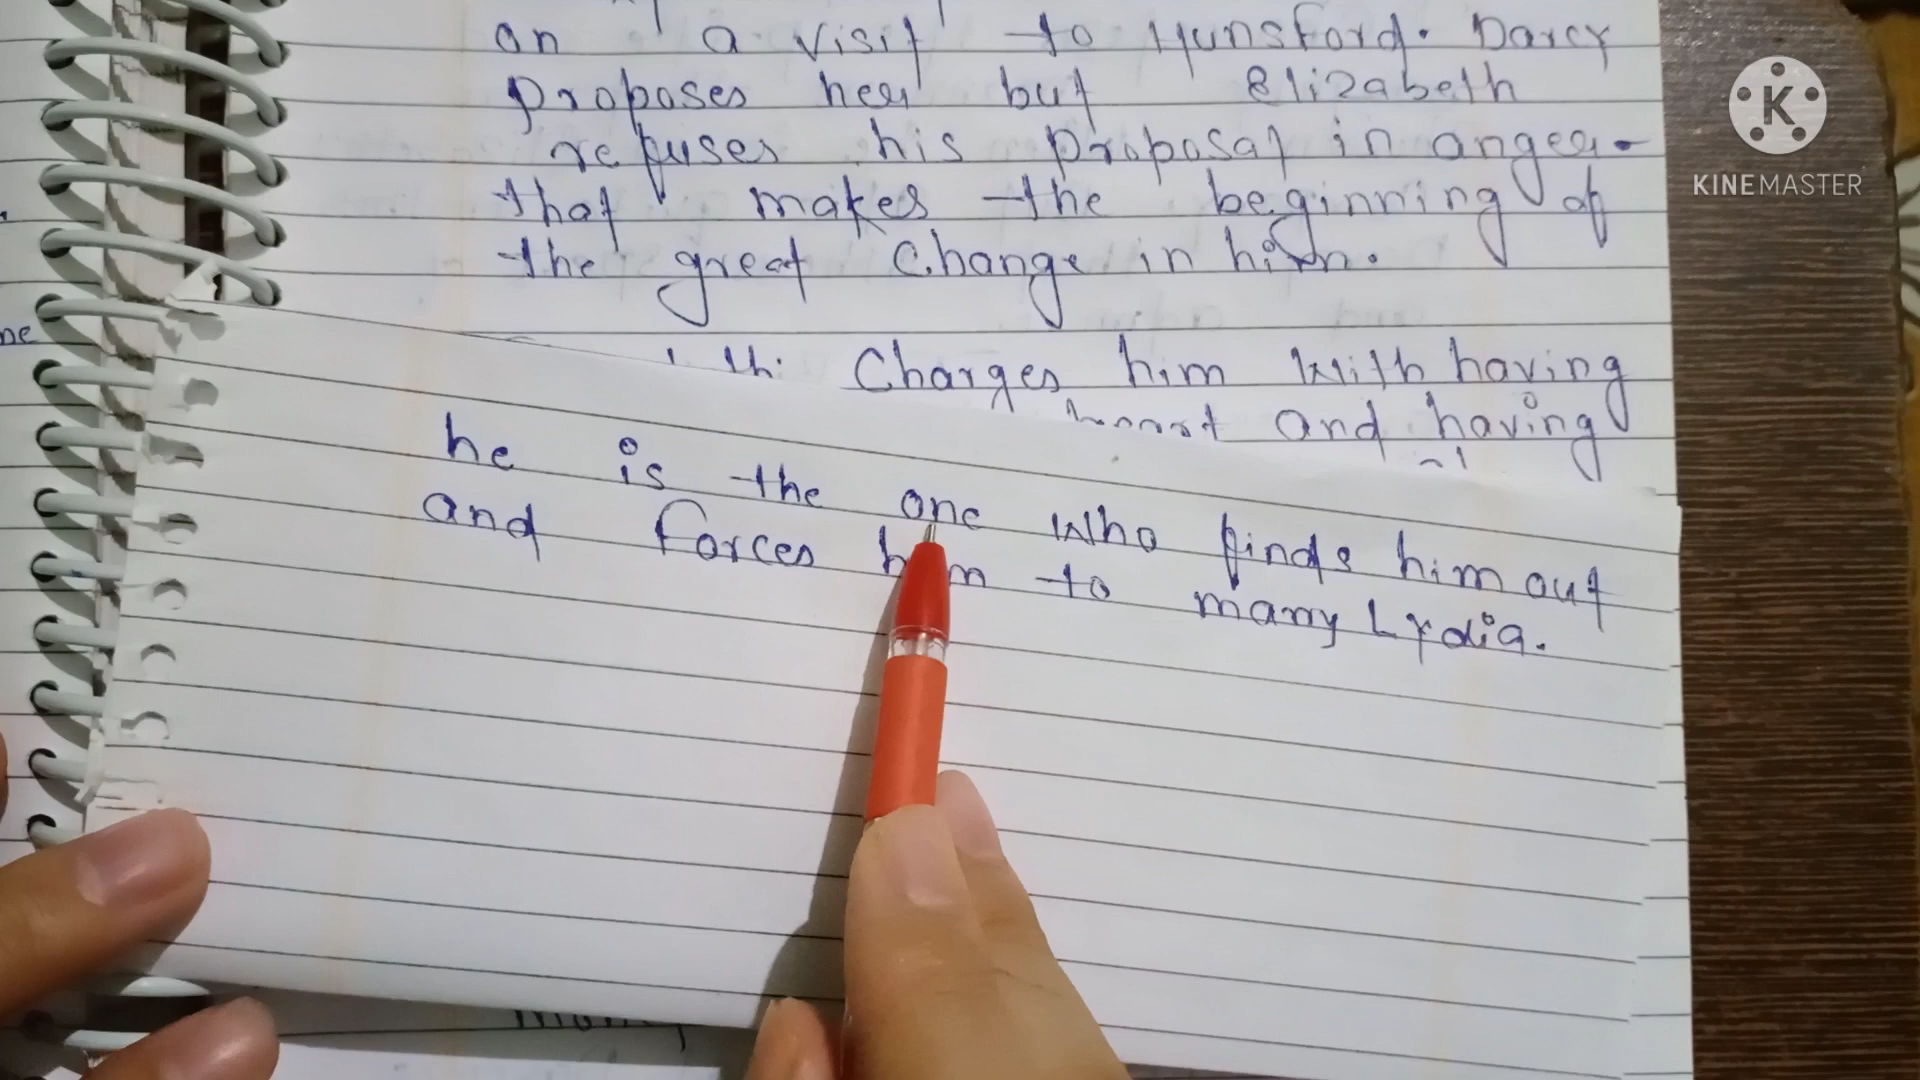 on a visit to Hunsford. Darcy
proposes her but Elizabeth
refuses his proposal in anger.
that makes the beginning of
the great change in him.
Charges him with having
and having
he is the one who finds him out
and forces him to marry Lydia.
ne
KINEMASTER